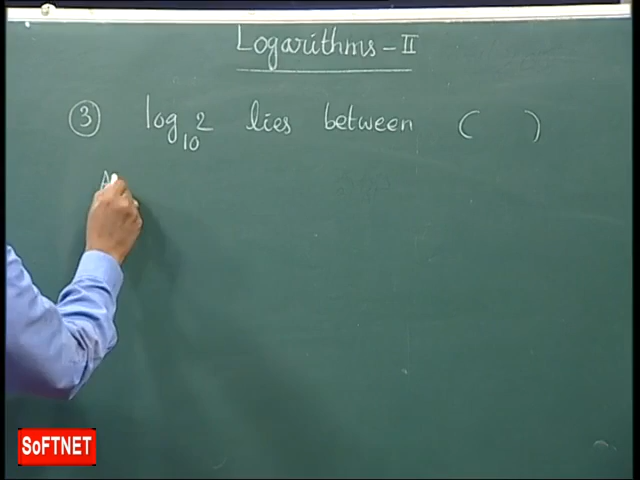 Logarithms - II
③ log₁₀2 lies between ( )
A
SoFTNET